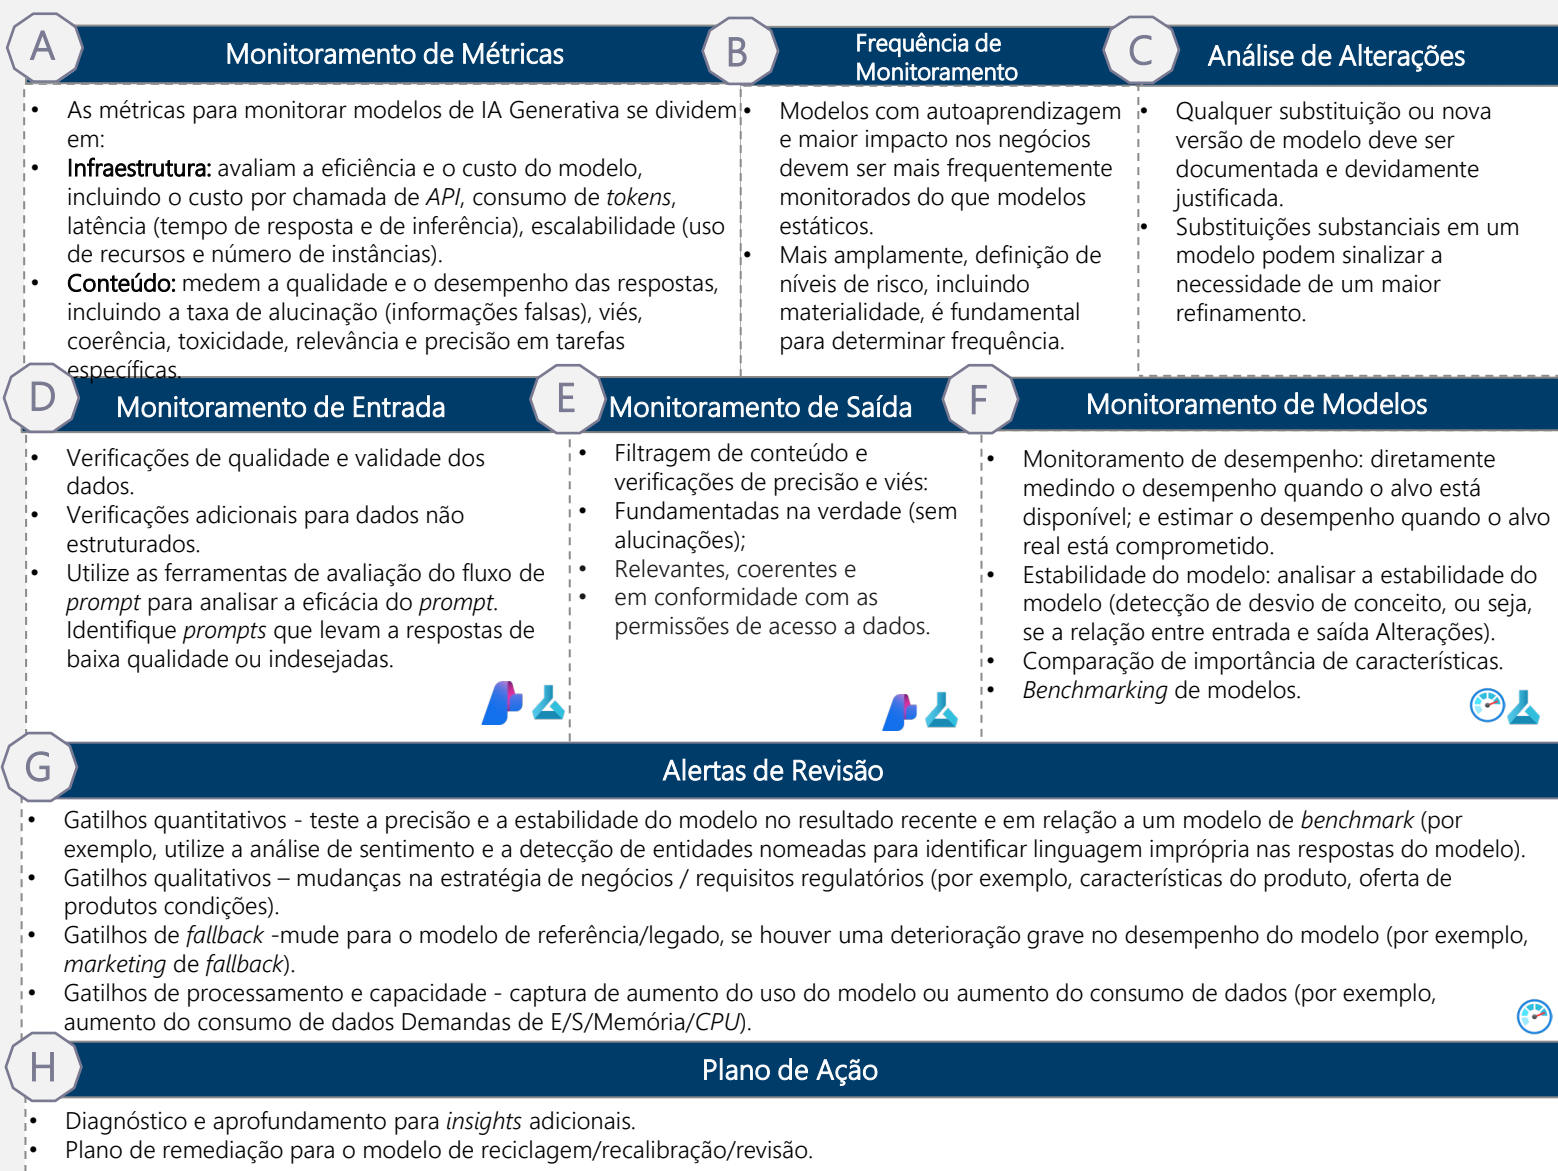 A
Monitoramento de Métricas
• As métricas para monitorar modelos de IA Generativa se dividem
em:
• Infraestrutura: avaliam a eficiência e o custo do modelo,
incluindo o custo por chamada de API, consumo de tokens,
latência (tempo de resposta e de inferência), escalabilidade (uso
de recursos e número de instâncias).
• Conteúdo: medem a qualidade e o desempenho das respostas,
incluindo a taxa de alucinação (informações falsas), viés,
coerência, toxicidade, relevância e precisão em tarefas
específicas.
B
Frequência de
Monitoramento
• Modelos com autoaprendizagem
e maior impacto nos negócios
devem ser mais frequentemente
monitorados do que modelos
estáticos.
• Mais amplamente, definição de
níveis de risco, incluindo
materialidade, é fundamental
para determinar frequência.
C
Análise de Alterações
• Qualquer substituição ou nova
versão de modelo deve ser
documentada e devidamente
justificada.
• Substituições substanciais em um
modelo podem sinalizar a
necessidade de um maior
refinamento.
D
Monitoramento de Entrada
• Verificações de qualidade e validade dos
dados.
• Verificações adicionais para dados não
estruturados.
• Utilize as ferramentas de avaliação do fluxo de
prompt para analisar a eficácia do prompt.
Identifique prompts que levam a respostas de
baixa qualidade ou indesejadas.
E
Monitoramento de Saída
• Filtragem de conteúdo e
verificações de precisão e viés:
• Fundamentadas na verdade (sem
alucinações);
• Relevantes, coerentes e
• em conformidade com as
permissões de acesso a dados.
F
Monitoramento de Modelos
• Monitoramento de desempenho: diretamente
medindo o desempenho quando o alvo está
disponível; e estimar o desempenho quando o alvo
real está comprometido.
• Estabilidade do modelo: analisar a estabilidade do
modelo (detecção de desvio de conceito, ou seja,
se a relação entre entrada e saída Alterações).
• Comparação de importância de características.
• Benchmarking de modelos.
G
Alertas de Revisão
• Gatilhos quantitativos - teste a precisão e a estabilidade do modelo no resultado recente e em relação a um modelo de benchmark (por
exemplo, utilize a análise de sentimento e a detecção de entidades nomeadas para identificar linguagem imprópria nas respostas do modelo).
• Gatilhos qualitativos – mudanças na estratégia de negócios / requisitos regulatórios (por exemplo, características do produto, oferta de
produtos condições).
• Gatilhos de fallback -mude para o modelo de referência/legado, se houver uma deterioração grave no desempenho do modelo (por exemplo,
marketing de fallback).
• Gatilhos de processamento e capacidade - captura de aumento do uso do modelo ou aumento do consumo de dados (por exemplo,
aumento do consumo de dados Demandas de E/S/Memória/CPU).
H
Plano de Ação
• Diagnóstico e aprofundamento para insights adicionais.
• Plano de remediação para o modelo de reciclagem/recalibração/revisão.